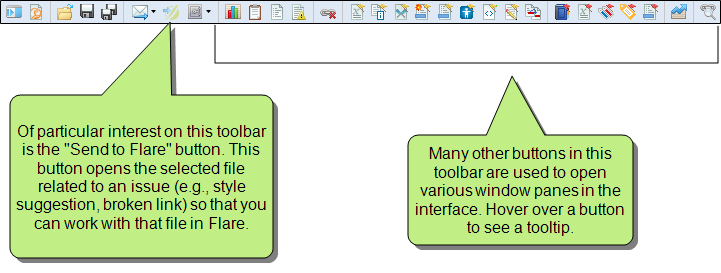 Of particular interest on this toolbar
is the "Send to Flare" button. This
button opens the selected file
related to an issue (e.g., style
suggestion, broken link) so that you
can work with that file in Flare.
Many other buttons in this
toolbar are used to open
various window panes in the
interface. Hover over a button
to see a tooltip.